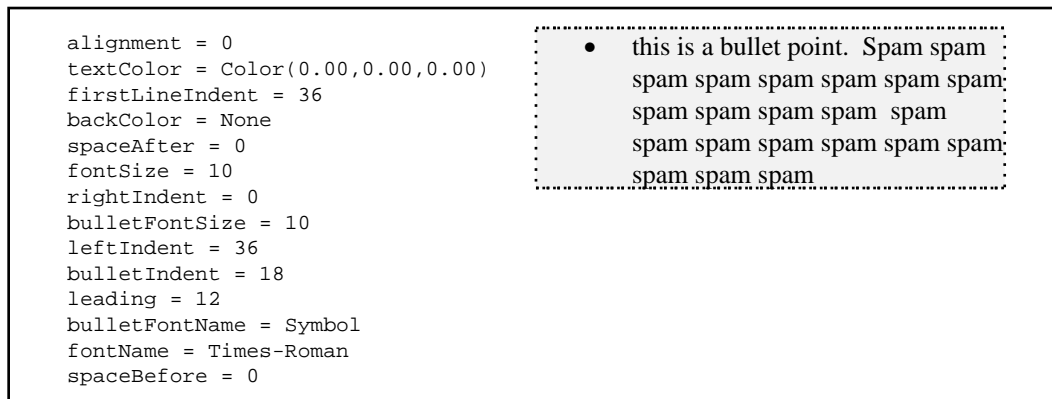 alignment = 0
textColor = Color(0.00,0.00,0.00)
firstLineIndent = 36
backColor = None
spaceAfter = 0
fontSize = 10
rightIndent = 0
bulletFontSize = 10
leftIndent = 36
bulletIndent = 18
leading = 12
bulletFontName = Symbol
fontName = Times-Roman
spaceBefore = 0
• this is a bullet point.  Spam spam
spam spam spam spam spam spam
spam spam spam spam  spam
spam spam spam spam spam spam
spam spam spam